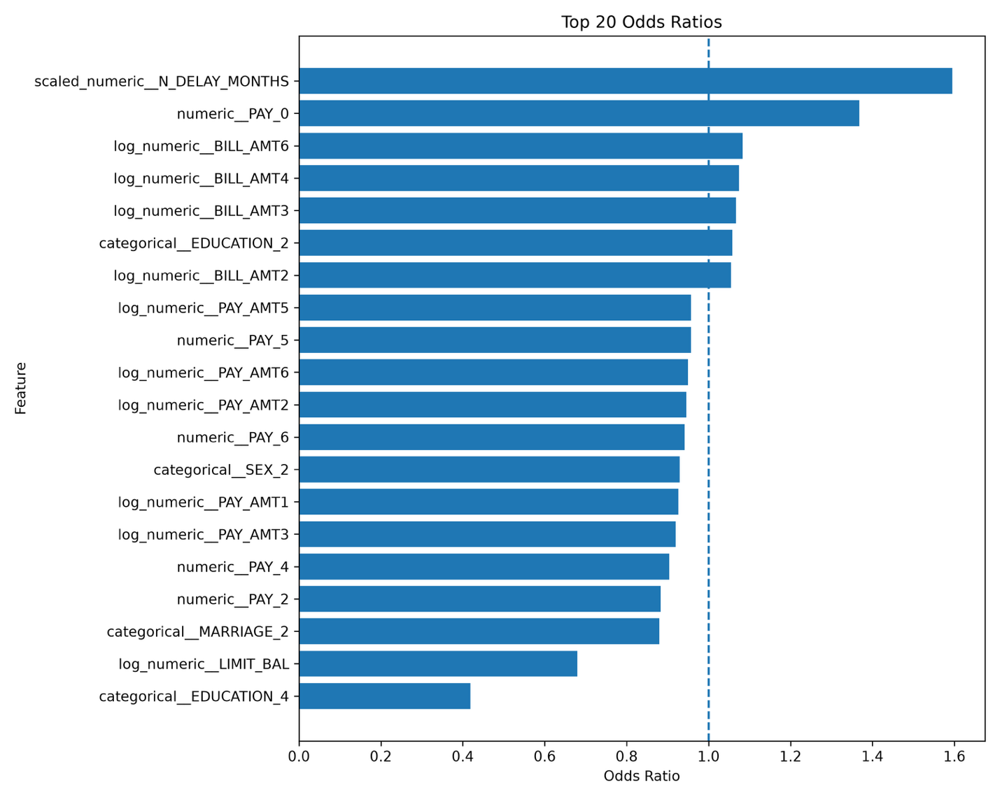 Top 20 Odds Ratios
scaled_numeric__N_DELAY_MONTHS
numeric__PAY_0
log_numeric__BILL_AMT6
log_numeric__BILL_AMT4
log_numeric__BILL_AMT3
categorical__EDUCATION_2
log_numeric__BILL_AMT2
log_numeric__PAY_AMT5
numeric__PAY_5
log_numeric__PAY_AMT6
log_numeric__PAY_AMT2
numeric__PAY_6
categorical__SEX_2
log_numeric__PAY_AMT1
log_numeric__PAY_AMT3
numeric__PAY_4
numeric__PAY_2
categorical__MARRIAGE_2
log_numeric__LIMIT_BAL
categorical__EDUCATION_4
Feature
0.0 0.2 0.4 0.6 0.8 1.0 1.2 1.4 1.6
Odds Ratio